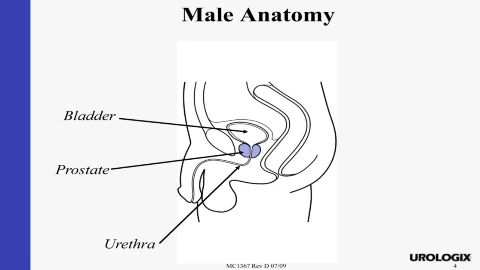 Male Anatomy
Bladder
Prostate
Urethra
MC1367 Rev D 07/09
UROLOGIX
4